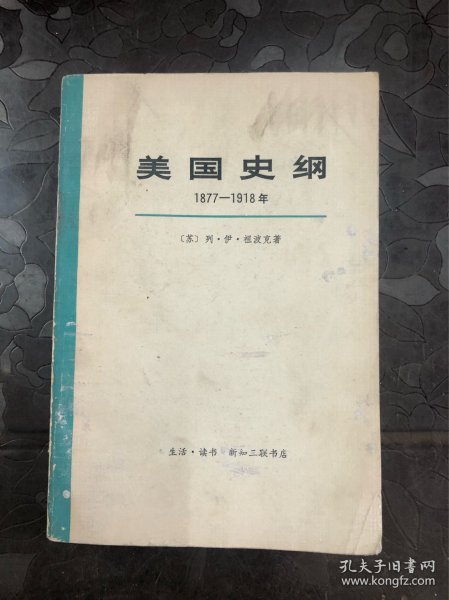 美国史纲
1877—1918年
〔苏〕列·伊·祖波克著
生活·读书·新知三联书店
孔夫子旧书网
www.kongfz.com